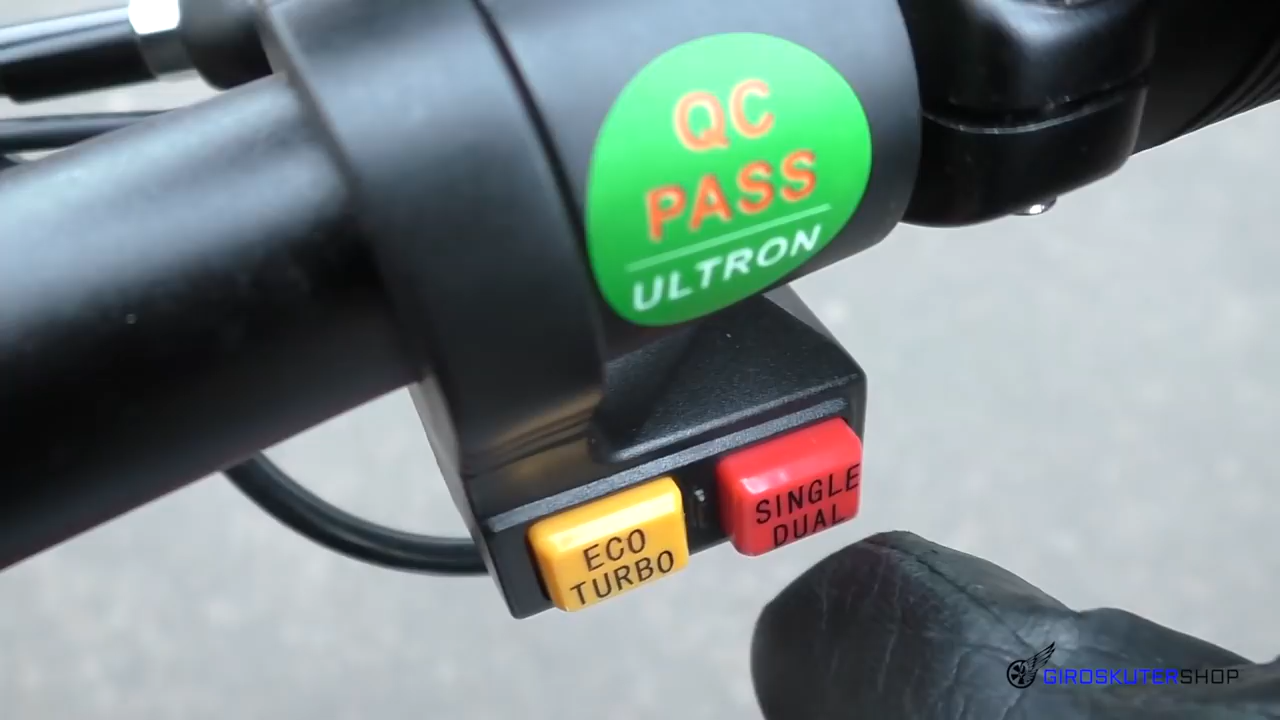 QC
PASS
ULTRON
ECO
TURBO
SINGLE
DUAL
GIROSKUTERSHOP